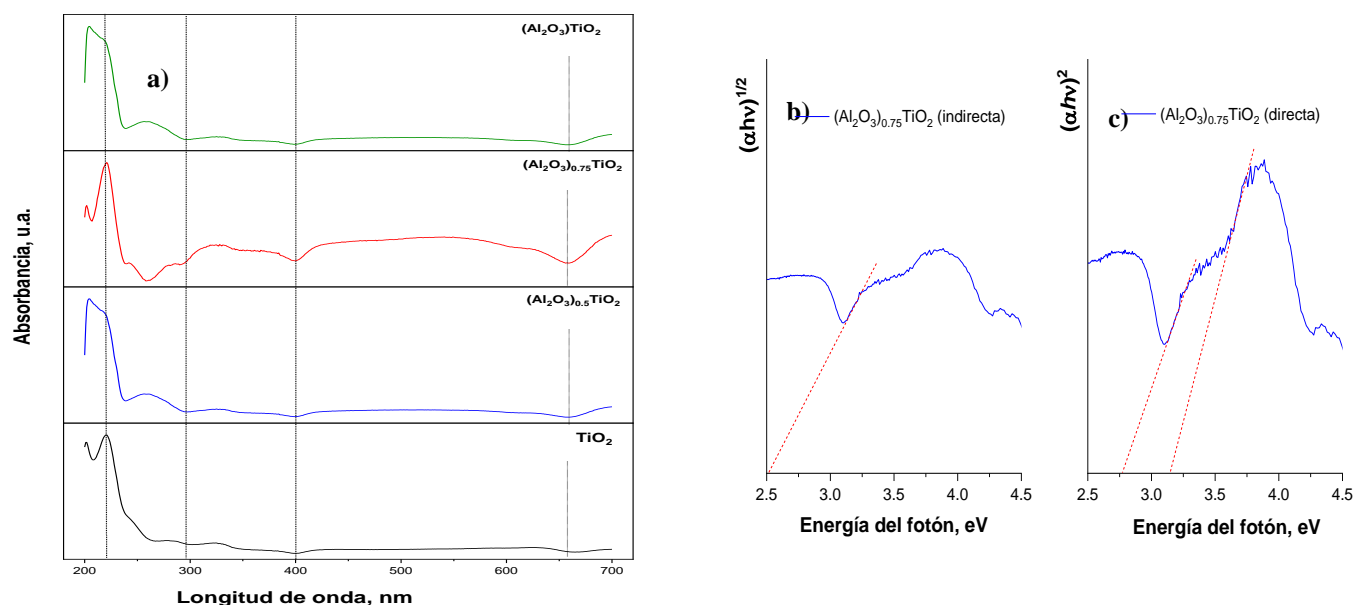 a)
(Al₂O₃)TiO₂
(Al₂O₃)₀.₇₅TiO₂
(Al₂O₃)₀.₅TiO₂
TiO₂
Absorbancia, u.a.
200 300 400 500 600 700
Longitud de onda, nm
b)
(αhν)¹/²
(Al₂O₃)₀.₇₅TiO₂ (indirecta)
2.5 3.0 3.5 4.0 4.5
Energía del fotón, eV
c)
(αhν)²
(Al₂O₃)₀.₇₅TiO₂ (directa)
2.5 3.0 3.5 4.0 4.5
Energía del fotón, eV